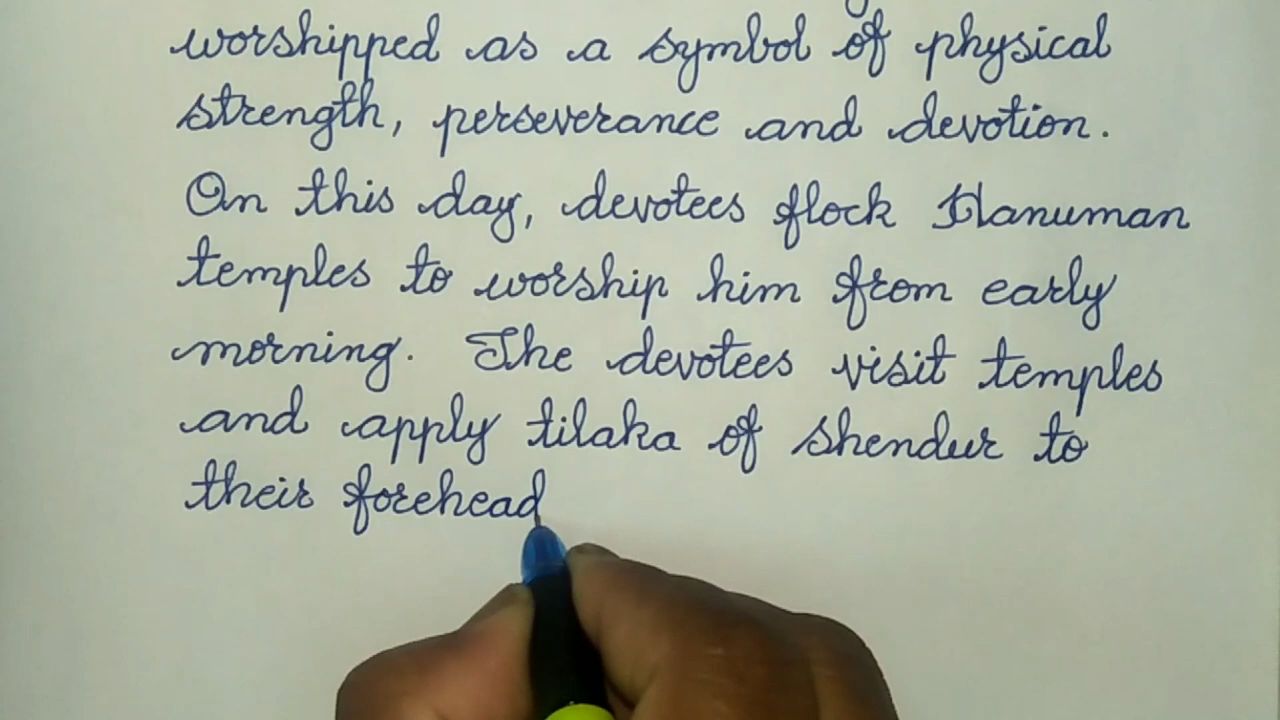 worshipped as a symbol of physical
strength, perseverance and devotion.
On this day, devotees flock Hanuman
temples to worship him from early
morning. The devotees visit temples
and apply tilaka of shendur to
their forehead